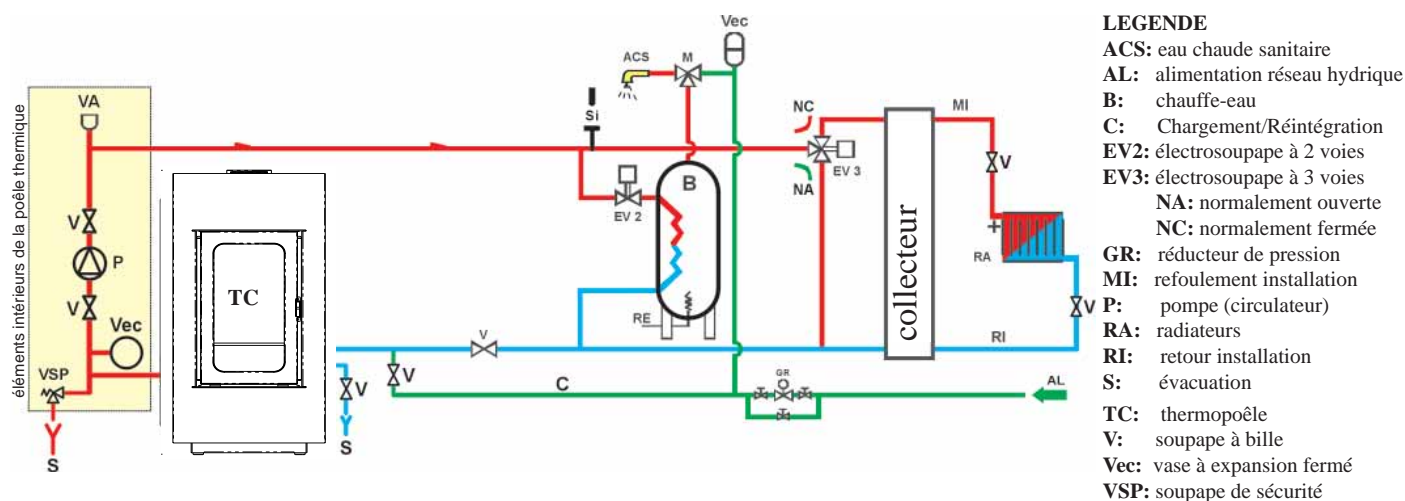 éléments intérieurs de la poêle thermique
VA
V
P
V
Vec
VSP
S
TC
V
S
V
V
C
Si
EV 2
ACS
M
Vec
B
RE
NC
NA
EV 3
GR
AL
collecteur
MI
V
+
RA
V
RI
LEGENDE
ACS: eau chaude sanitaire
AL: alimentation réseau hydrique
B: chauffe-eau
C: Chargement/Réintégration
EV2: électrosoupape à 2 voies
EV3: électrosoupape à 3 voies
NA: normalement ouverte
NC: normalement fermée
GR: réducteur de pression
MI: refoulement installation
P: pompe (circulateur)
RA: radiateurs
RI: retour installation
S: évacuation
TC: thermopoêle
V: soupape à bille
Vec: vase à expansion fermé
VSP: soupape de sécurité